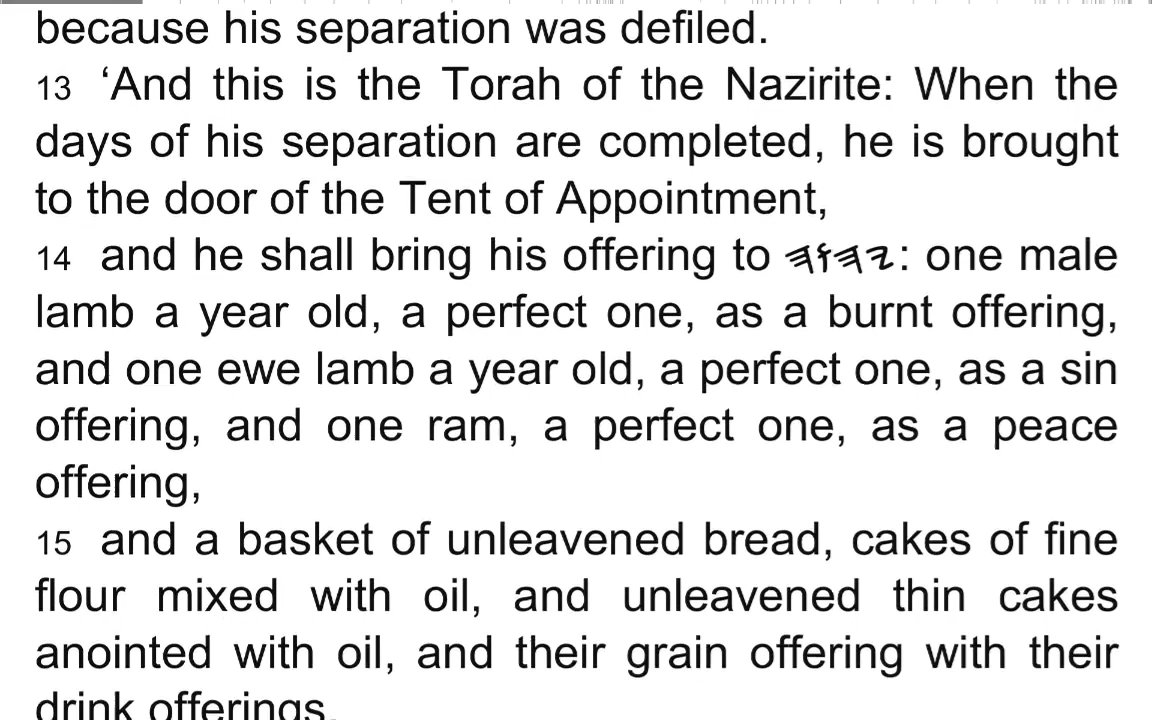 because his separation was defiled.
13 ‘And this is the Torah of the Nazirite: When the
days of his separation are completed, he is brought
to the door of the Tent of Appointment,
14 and he shall bring his offering to 𐤉𐤄𐤅𐤄: one male
lamb a year old, a perfect one, as a burnt offering,
and one ewe lamb a year old, a perfect one, as a sin
offering, and one ram, a perfect one, as a peace
offering,
15 and a basket of unleavened bread, cakes of fine
flour mixed with oil, and unleavened thin cakes
anointed with oil, and their grain offering with their
drink offerings.